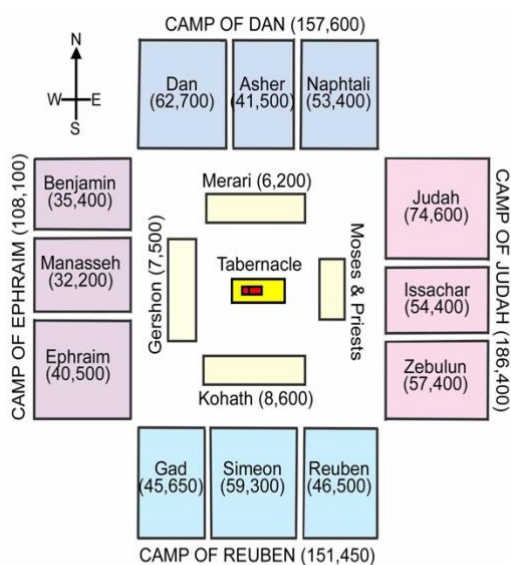 CAMP OF DAN (157,600)
N
W
E
S
Dan
(62,700)
Asher
(41,500)
Naphtali
(53,400)
CAMP OF EPHRAIM (108,100)
Benjamin
(35,400)
Manasseh
(32,200)
Ephraim
(40,500)
Merari (6,200)
Gershon (7,500)
Tabernacle
Moses & Priests
Kohath (8,600)
Judah
(74,600)
Issachar
(54,400)
Zebulun
(57,400)
CAMP OF JUDAH (186,400)
Gad
(45,650)
Simeon
(59,300)
Reuben
(46,500)
CAMP OF REUBEN (151,450)